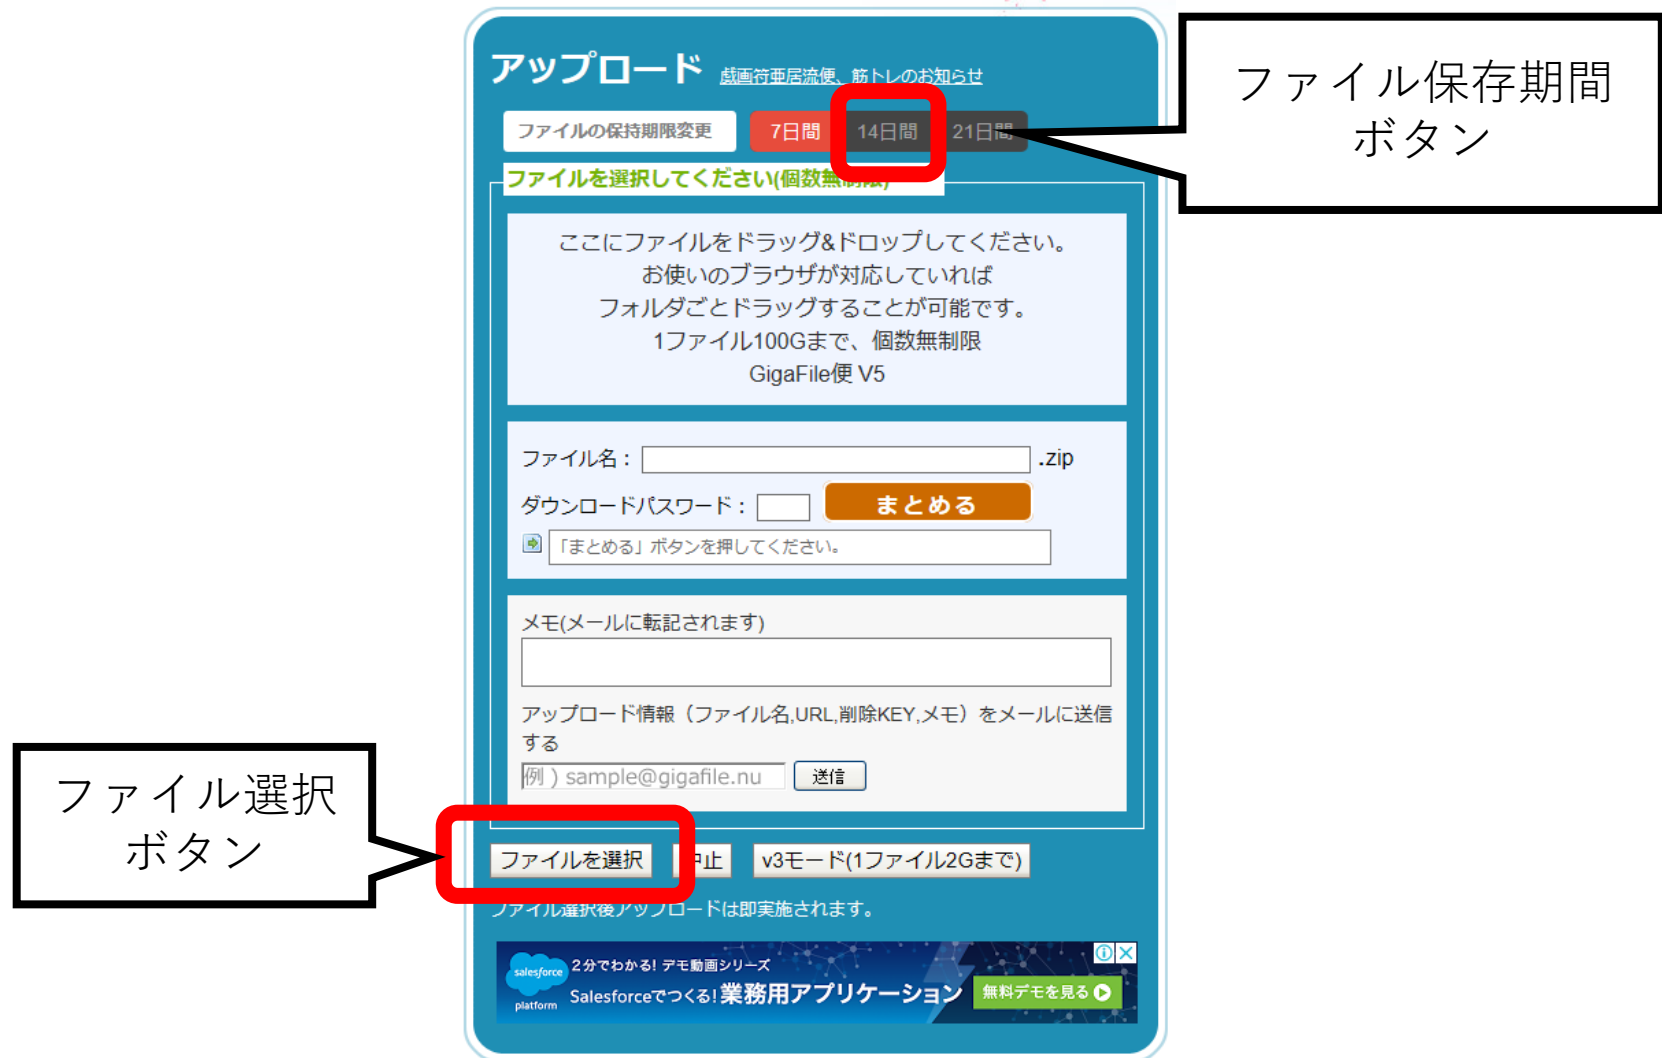 アップロード 戯画符亜居流便、筋トレのお知らせ
ファイル保存期間
ボタン
ファイルの保持期限変更 7日間 14日間 21日間
ファイルを選択してください(個数無制限)
ここにファイルをドラッグ&ドロップしてください。
お使いのブラウザが対応していれば
フォルダごとドラッグすることが可能です。
1ファイル100Gまで、個数無制限
GigaFile便 V5
ファイル名: .zip
ダウンロードパスワード: まとめる
「まとめる」ボタンを押してください。
メモ(メールに転記されます)
アップロード情報（ファイル名,URL,削除KEY,メモ）をメールに送信
する
例 ) sample@gigafile.nu 送信
ファイル選択
ボタン
ファイルを選択 中止 v3モード(1ファイル2Gまで)
ファイル選択後アップロードは即実施されます。
salesforce
platform
2分でわかる! デモ動画シリーズ
Salesforceでつくる!業務用アプリケーション
無料デモを見る